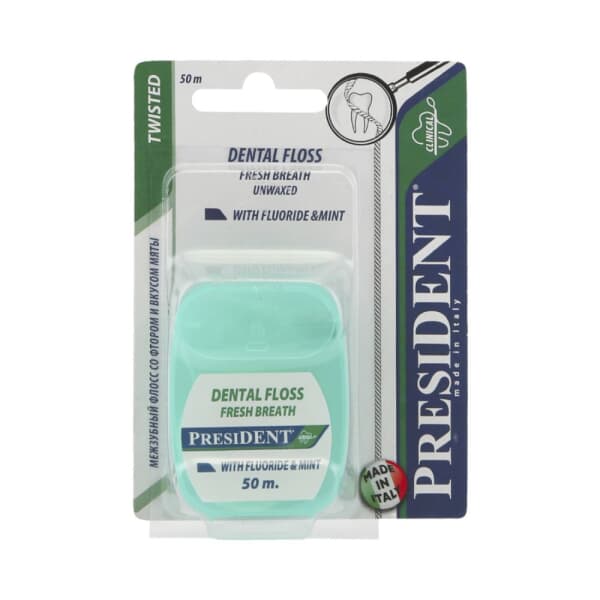 TWISTED
50 m
DENTAL FLOSS
FRESH BREATH
UNWAXED
WITH FLUORIDE &MINT
CLINICAL
PRESIDENT®
made in Italy
МЕЖЗУБНЫЙ ФЛОСС СО ФТОРОМ И ВКУСОМ МЯТЫ
DENTAL FLOSS
FRESH BREATH
PRESIDENT
WITH FLUORIDE & MINT
50 m.
MADE IN
ITALY